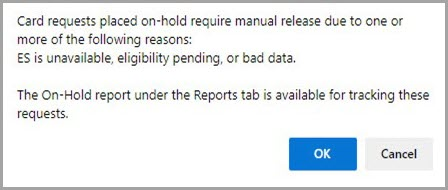 Card requests placed on-hold require manual release due to one or
more of the following reasons:
ES is unavailable, eligibility pending, or bad data.
The On-Hold report under the Reports tab is available for tracking these
requests.
OK
Cancel